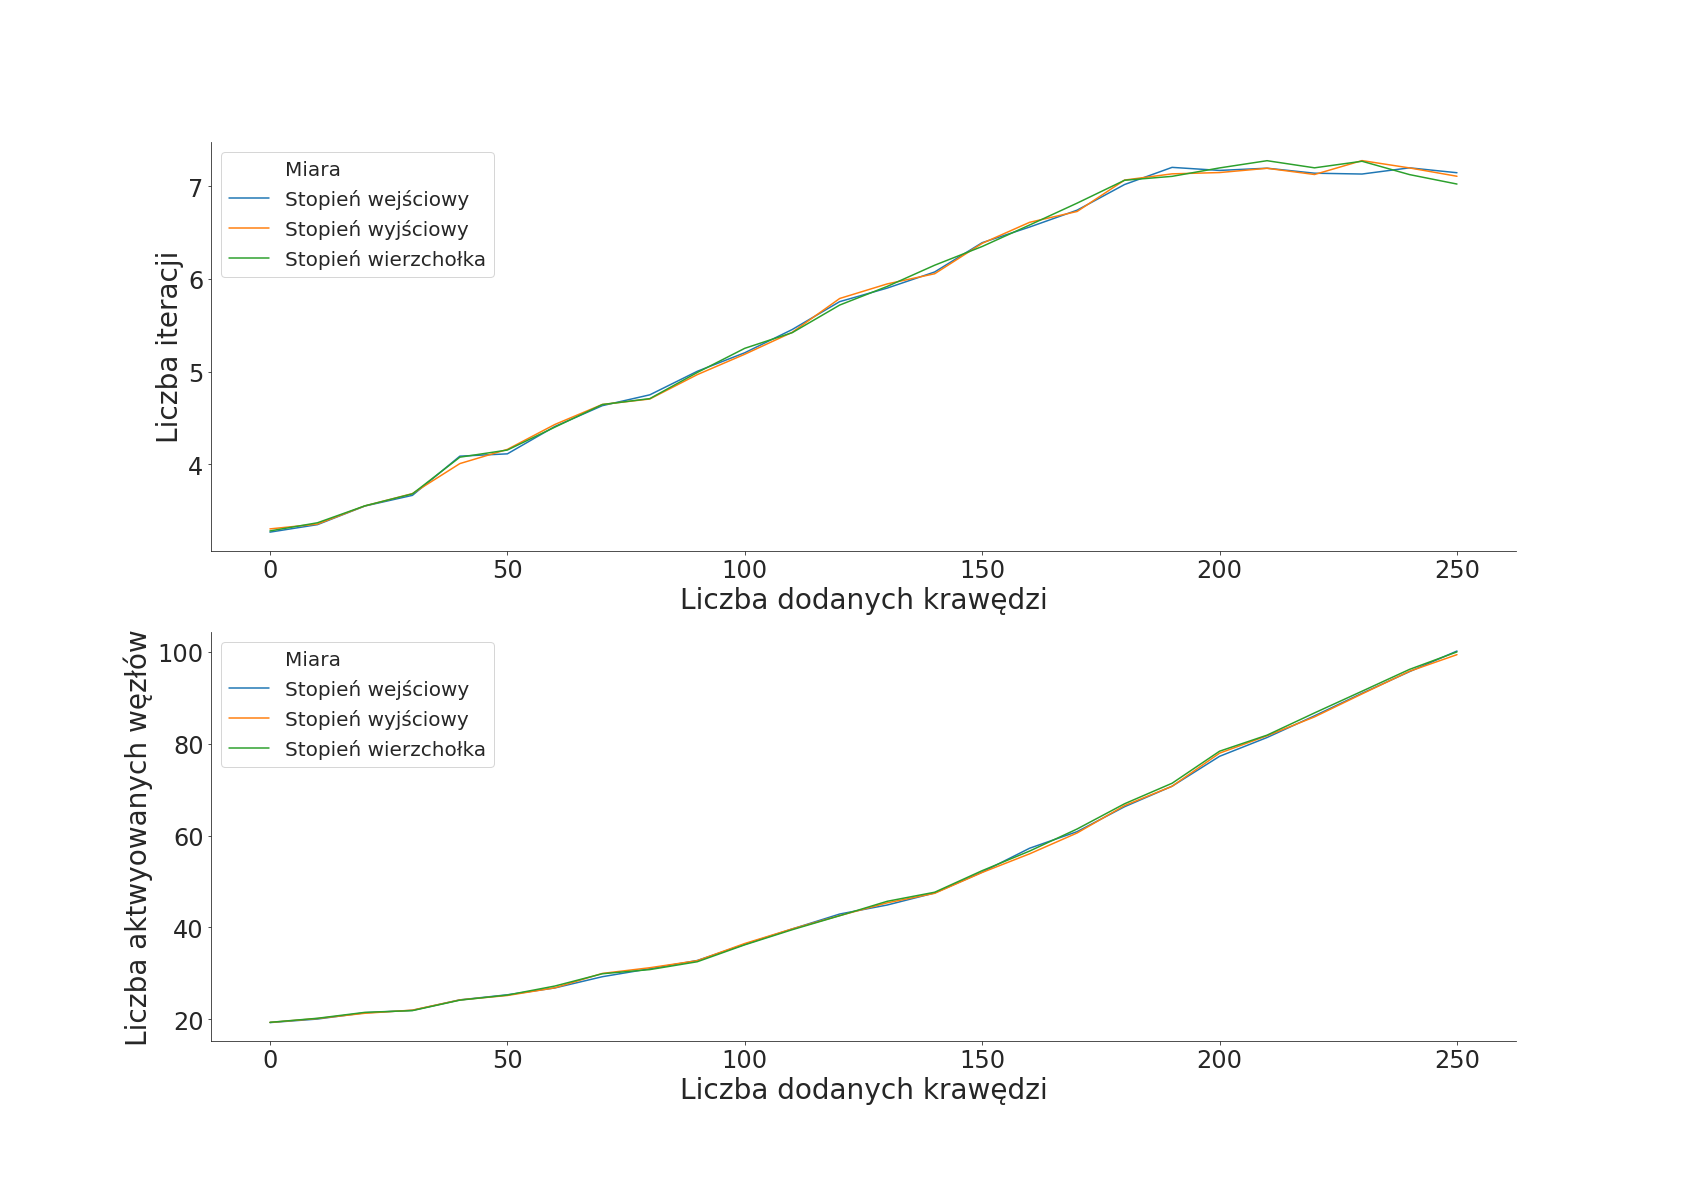 Miara
Stopień wejściowy
Stopień wyjściowy
Stopień wierzchołka
Liczba iteracji
7
6
5
4
0 50 100 150 200 250
Liczba dodanych krawędzi
Miara
Stopień wejściowy
Stopień wyjściowy
Stopień wierzchołka
Liczba aktwyowanych węzłów
100
80
60
40
20
0 50 100 150 200 250
Liczba dodanych krawędzi